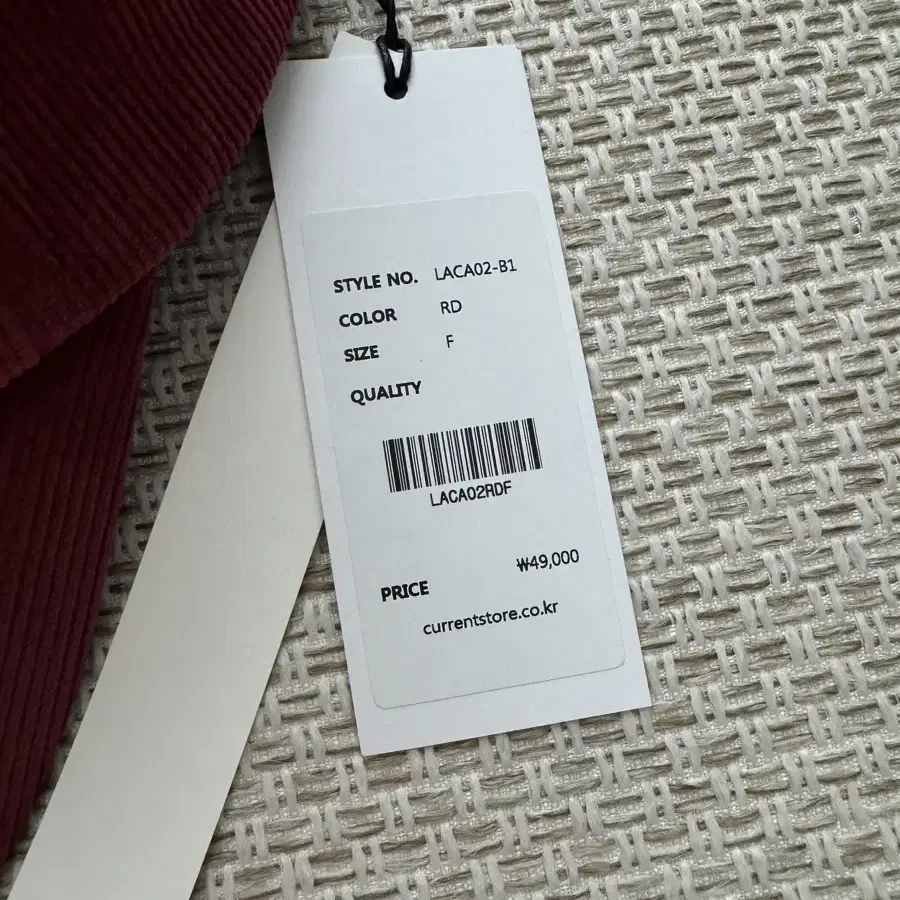 STYLE NO. LACA02-B1
COLOR RD
SIZE F
QUALITY
LACA02RDF
PRICE ₩49,000
currentstore.co.kr